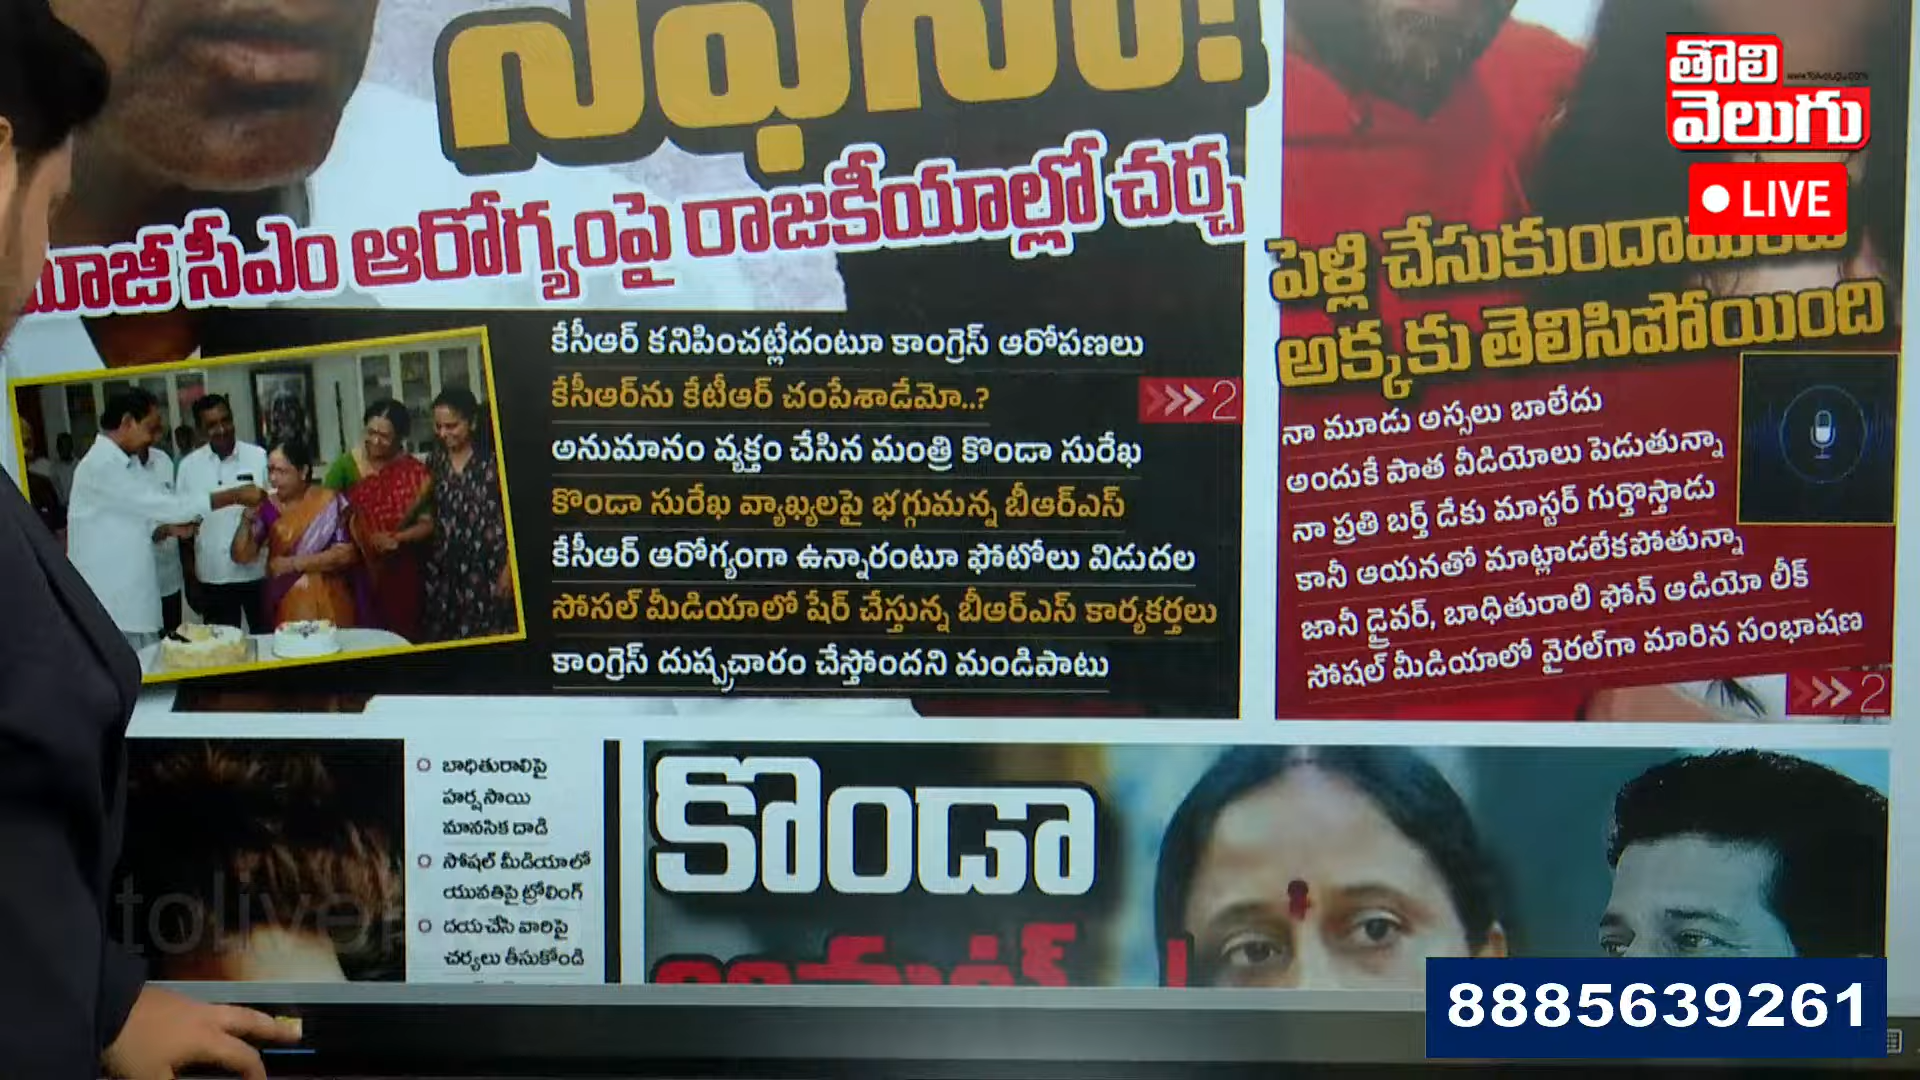 తొలి
వెలుగు
LIVE
మాజీ సీఎం ఆరోగ్యంపై రాజకీయాల్లో చర్చ
కేసీఆర్ కనిపించట్లేదంటూ కాంగ్రెస్ ఆరోపణలు
కేసీఆర్‌ను కేటీఆర్ చంపేశాడేమో..?
>>> 2
అనుమానం వ్యక్తం చేసిన మంత్రి కొండా సురేఖ
కొండా సురేఖ వ్యాఖ్యలపై భగ్గుమన్న బీఆర్ఎస్
కేసీఆర్ ఆరోగ్యంగా ఉన్నారంటూ ఫోటోలు విడుదల
సోసల్ మీడియాలో షేర్ చేస్తున్న బీఆర్ఎస్ కార్యకర్తలు
కాంగ్రెస్ దుష్ప్రచారం చేస్తోందని మండిపాటు
పెళ్లి చేసుకుందామంటే
అక్కకు తెలిసిపోయింది
నా మూడు అస్సలు బాలేదు
అందుకే పాత వీడియోలు పెడుతున్నా
నా ప్రతి బర్త్ డేకు మాస్టర్ గుర్తొస్తాడు
కానీ ఆయనతో మాట్లాడలేకపోతున్నా
జానీ డ్రైవర్, బాధితురాలి ఫోన్ ఆడియో లీక్
సోషల్ మీడియాలో వైరల్‌గా మారిన సంభాషణ
>>> 2
బాధితురాలిపై
హర్షసాయి
మానసిక దాడి
సోషల్ మీడియాలో
యువతిపై ట్రోలింగ్
దయచేసి వారిపై
చర్యలు తీసుకోండి
కొండా
8885639261